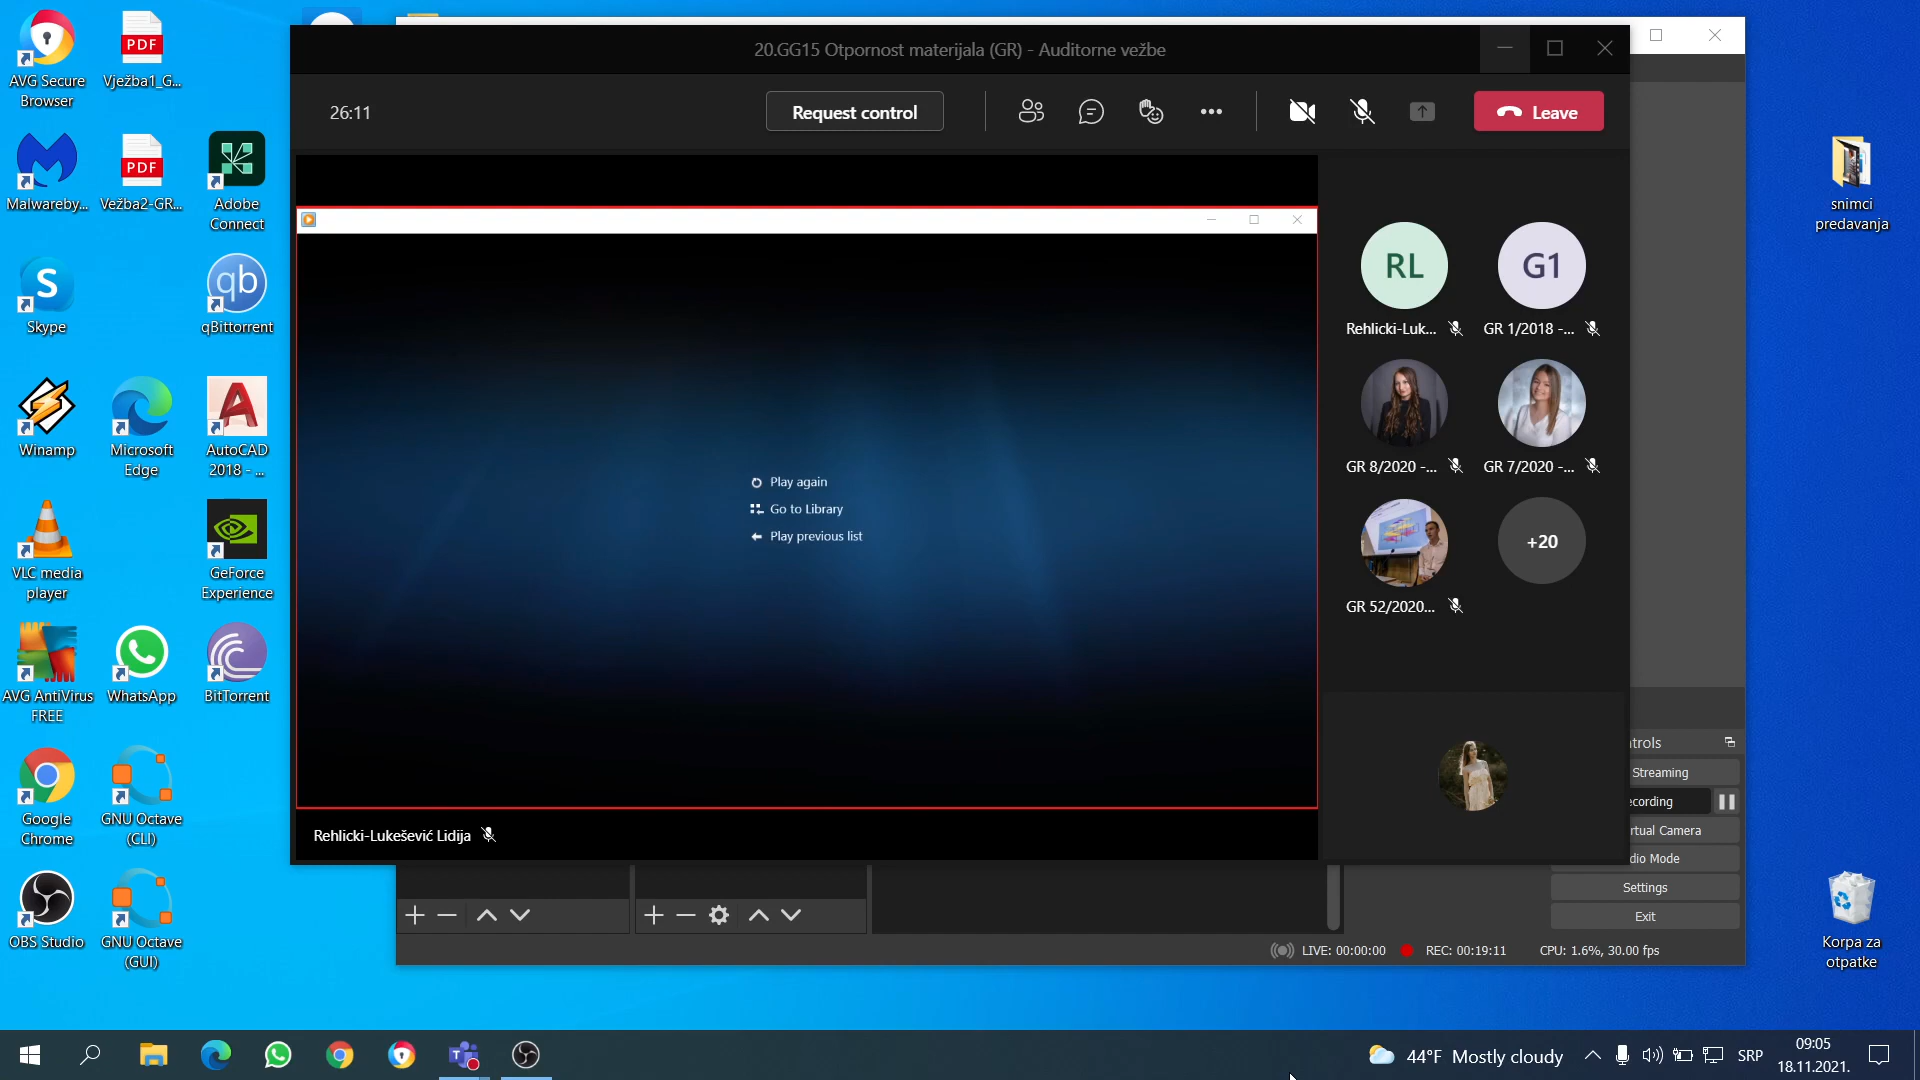 AVG Secure
Browser
PDF
Vježba1_G...
Malwareby...
PDF
Vežba2-GR...
Adobe
Connect
S
Skype
qb
qBittorrent
Winamp
Microsoft
Edge
A
AutoCAD
2018 - ...
VLC media
player
GeForce
Experience
AVG AntiVirus
FREE
WhatsApp
BitTorrent
Google
Chrome
GNU Octave
(CLI)
OBS Studio
GNU Octave
(GUI)
20.GG15 Otpornost materijala (GR) - Auditorne vežbe
26:11
Request control
Leave
Play again
Go to Library
Play previous list
Rehlicki-Lukešević Lidija
RL
G1
Rehlicki-Luk...
GR 1/2018 -...
GR 8/2020 -...
GR 7/2020 -...
+20
GR 52/2020...
trols
Streaming
ecording
rtual Camera
dio Mode
Settings
Exit
LIVE: 00:00:00
REC: 00:19:11
CPU: 1.6%, 30.00 fps
snimci
predavanja
Korpa za
otpatke
44°F Mostly cloudy
SRP
09:05
18.11.2021.